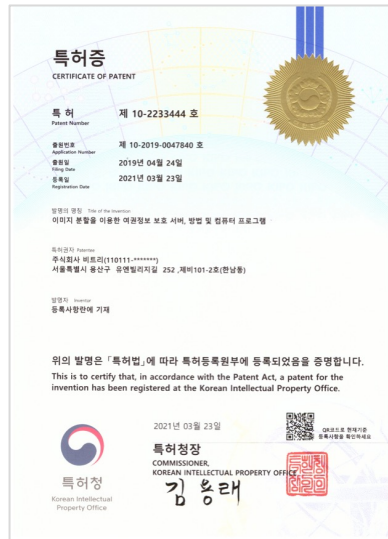 특허증
CERTIFICATE OF PATENT
특 허
Patent Number
제 10-2233444 호
출원번호
Application Number
제 10-2019-0047840 호
출원일
Filing Date
2019년 04월 24일
등록일
Registration Date
2021년 03월 23일
발명의 명칭 Title of the Invention
이미지 분할을 이용한 여권정보 보호 서버, 방법 및 컴퓨터 프로그램
특허권자 Patentee
주식회사 비트리(110111-*******)
서울특별시 용산구 유엔빌리지길 252 ,제비101-2호(한남동)
발명자 Inventor
등록사항란에 기재
위의 발명은 「특허법」에 따라 특허등록원부에 등록되었음을 증명합니다.
This is to certify that, in accordance with the Patent Act, a patent for the
invention has been registered at the Korean Intellectual Property Office.
2021년 03월 23일
QR코드로 현재기준
등록사항을 확인하세요
특허청장
COMMISSIONER,
KOREAN INTELLECTUAL PROPERTY OFFICE
김용래
특허청
Korean Intellectual
Property Office